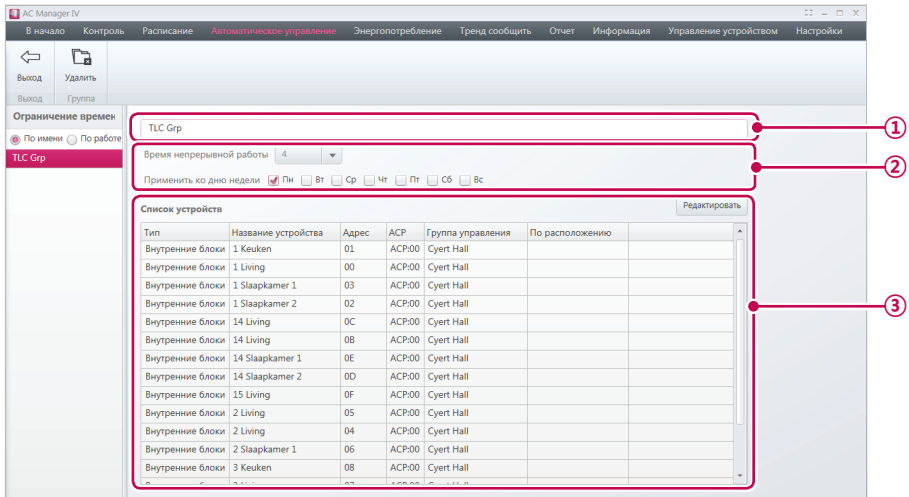 AC Manager IV
В начало Контроль Расписание Автоматическое управление Энергопотребление Тренд сообщить Отчет Информация Управление устройством Настройки
Выход Удалить
Выход Группа
Ограничение времен
По имени По работе
TLC Grp
TLC Grp
1
Время непрерывной работы 4
2
Применить ко дню недели Пн Вт Ср Чт Пт Сб Вс
Список устройств Редактировать
Тип Название устройства Адрес ACP Группа управления По расположению
Внутренние блоки 1 Keuken 01 ACP:00 Cyert Hall
Внутренние блоки 1 Living 00 ACP:00 Cyert Hall
Внутренние блоки 1 Slaapkamer 1 03 ACP:00 Cyert Hall
Внутренние блоки 1 Slaapkamer 2 02 ACP:00 Cyert Hall
3
Внутренние блоки 14 Living 0C ACP:00 Cyert Hall
Внутренние блоки 14 Living 0B ACP:00 Cyert Hall
Внутренние блоки 14 Slaapkamer 1 0E ACP:00 Cyert Hall
Внутренние блоки 14 Slaapkamer 2 0D ACP:00 Cyert Hall
Внутренние блоки 15 Living 0F ACP:00 Cyert Hall
Внутренние блоки 2 Living 05 ACP:00 Cyert Hall
Внутренние блоки 2 Living 04 ACP:00 Cyert Hall
Внутренние блоки 2 Slaapkamer 1 06 ACP:00 Cyert Hall
Внутренние блоки 3 Keuken 08 ACP:00 Cyert Hall